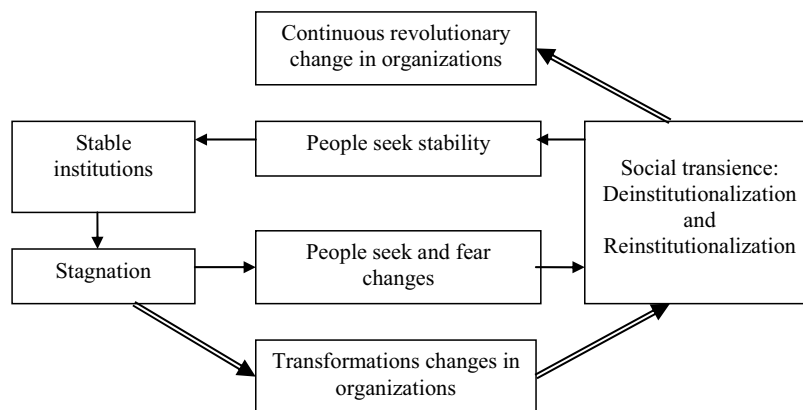 Continuous revolutionary
change in organizations
Stable
institutions
People seek stability
Social transience:
Deinstitutionalization
and
Reinstitutionalization
Stagnation
People seek and fear
changes
Transformations changes in
organizations